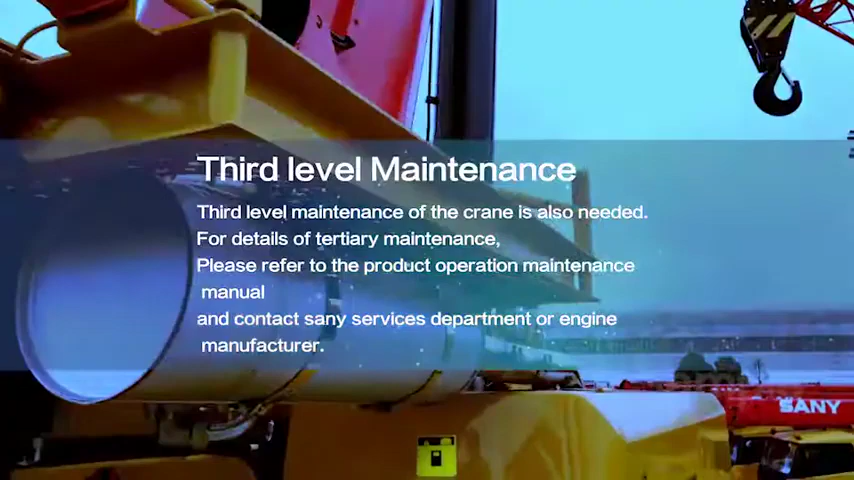 Third level Maintenance
Third level maintenance of the crane is also needed.
For details of tertiary maintenance,
Please refer to the product operation maintenance
manual
and contact sany services department or engine
manufacturer.
SANY